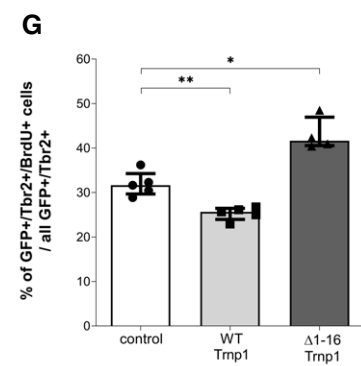 G
% of GFP+/Tbr2+/BrdU+ cells
/ all GFP+/Tbr2+
60
50
40
30
20
10
0
*
**
control
WT
Trnp1
Δ1-16
Trnp1